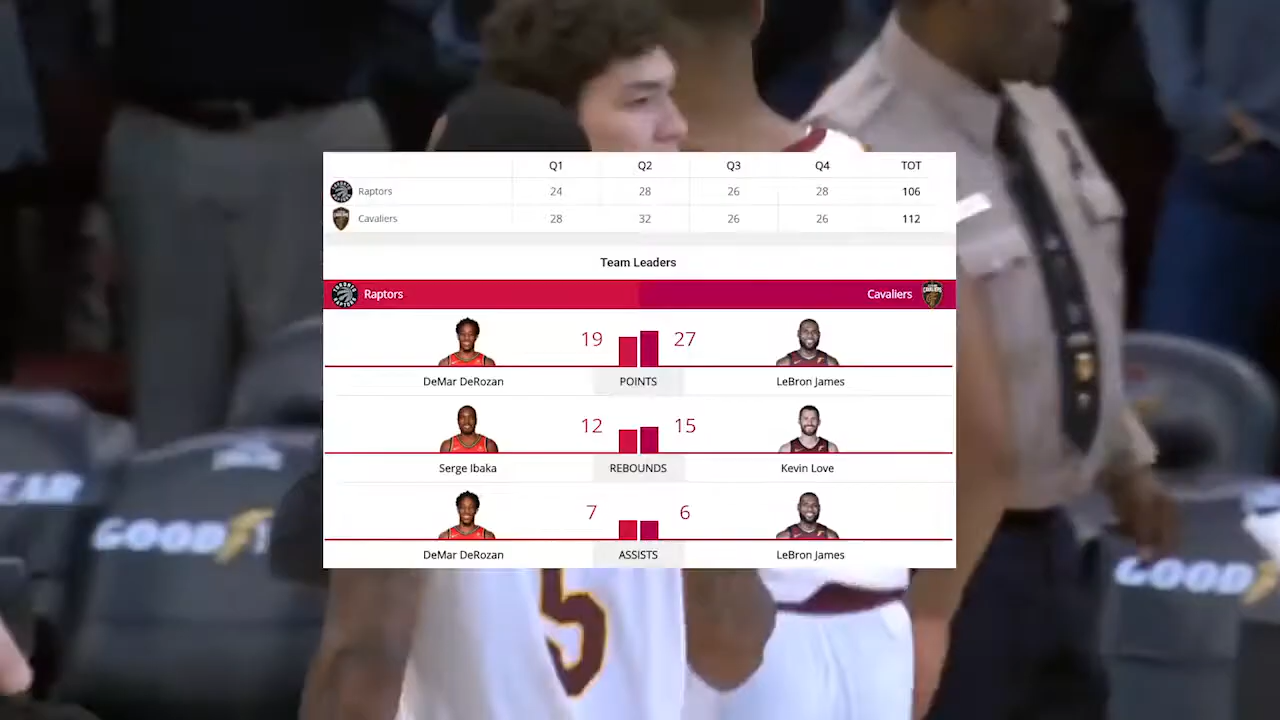 Q1 Q2 Q3 Q4 TOT
Raptors 24 28 26 28 106
Cavaliers 28 32 26 26 112
Team Leaders
Raptors Cavaliers
19 27
DeMar DeRozan POINTS LeBron James
12 15
Serge Ibaka REBOUNDS Kevin Love
7 6
DeMar DeRozan ASSISTS LeBron James
EAR
GOODY
GOOD
5